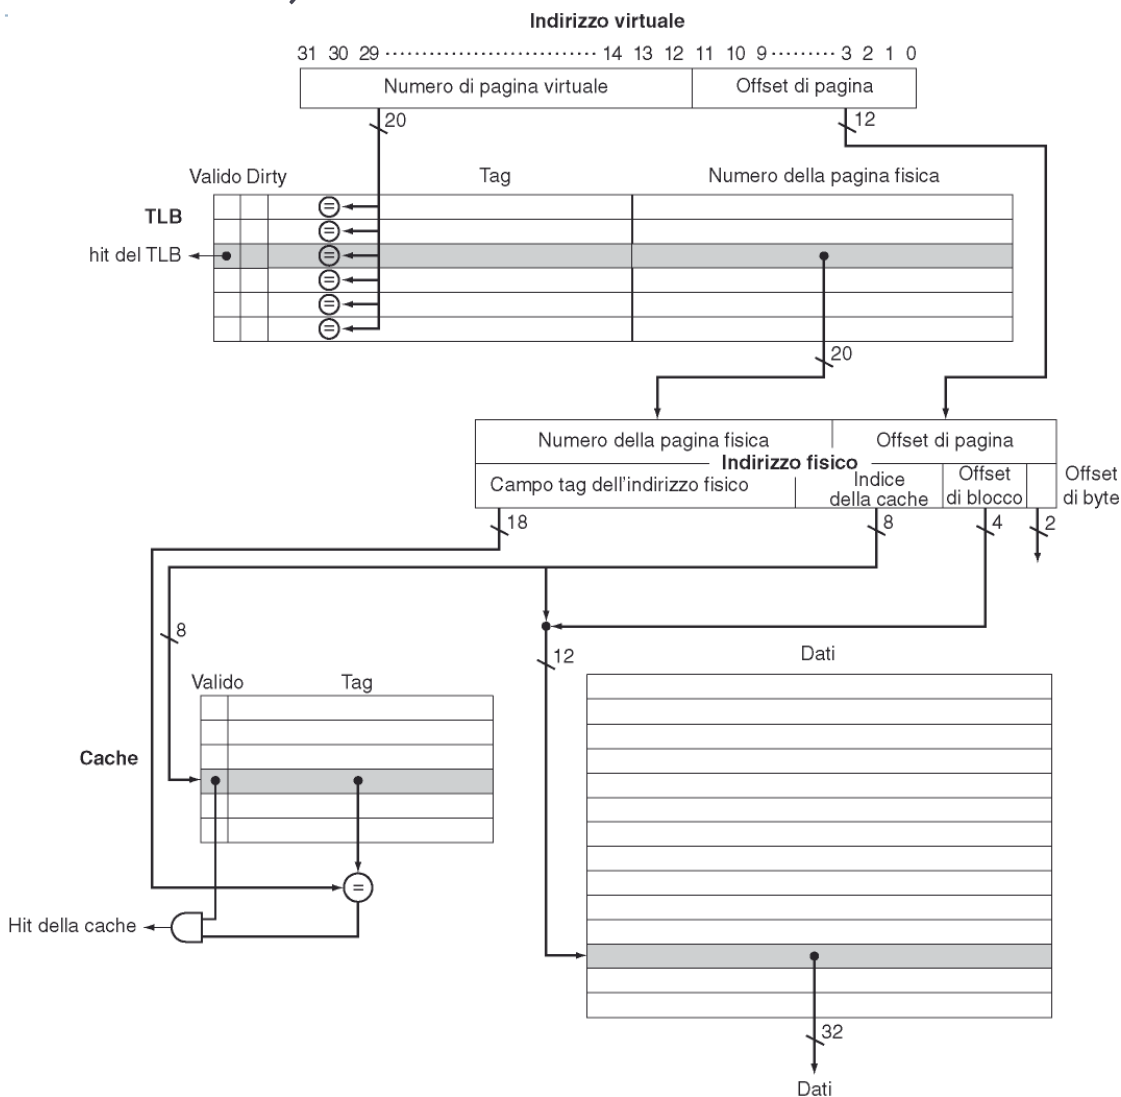 Indirizzo virtuale
31 30 29 ........................... 14 13 12 11 10 9 ......... 3 2 1 0
Numero di pagina virtuale Offset di pagina
20 12
Valido Dirty Tag Numero della pagina fisica
TLB
=
=
hit del TLB =
=
=
=
20
Numero della pagina fisica Offset di pagina
Indirizzo fisico
Campo tag dell'indirizzo fisico Indice della cache Offset di blocco Offset di byte
18 8 4 2
8
12
Dati
Valido Tag
Cache
=
Hit della cache
32
Dati